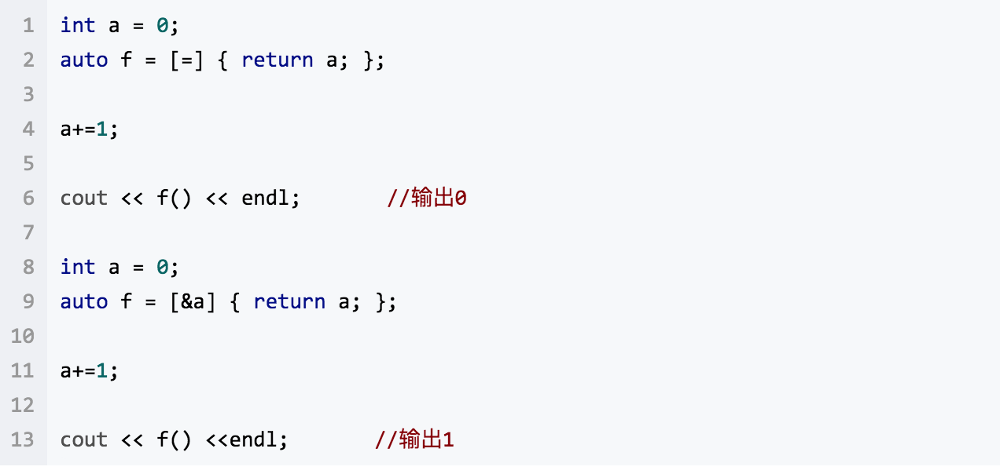 1 int a = 0;
2 auto f = [=] { return a; };
3
4 a+=1;
5
6 cout << f() << endl;       //输出0
7
8 int a = 0;
9 auto f = [&a] { return a; };
10
11 a+=1;
12
13 cout << f() <<endl;       //输出1